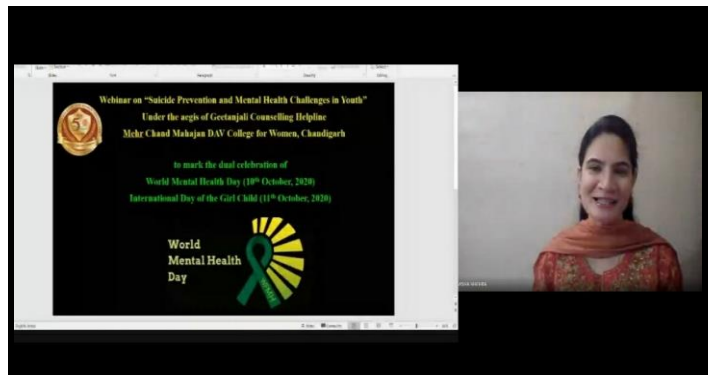 Webinar on "Suicide Prevention and Mental Health Challenges in Youth"
Under the aegis of Geetanjali Counselling Helpline
Mehr Chand Mahajan DAV College for Women, Chandigarh
to mark the dual celebration of
World Mental Health Day (10th October, 2020)
International Day of the Girl Child (11th October, 2020)
World
Mental Health
Day